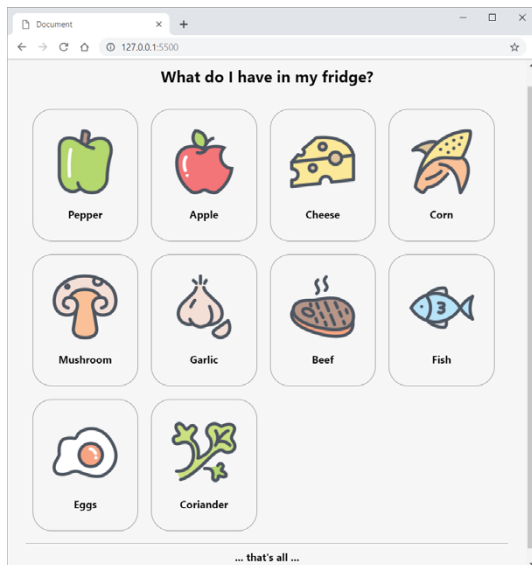 Document
127.0.0.1:5500
What do I have in my fridge?
Pepper
Apple
Cheese
Corn
Mushroom
Garlic
Beef
Fish
Eggs
Coriander
... that's all ...